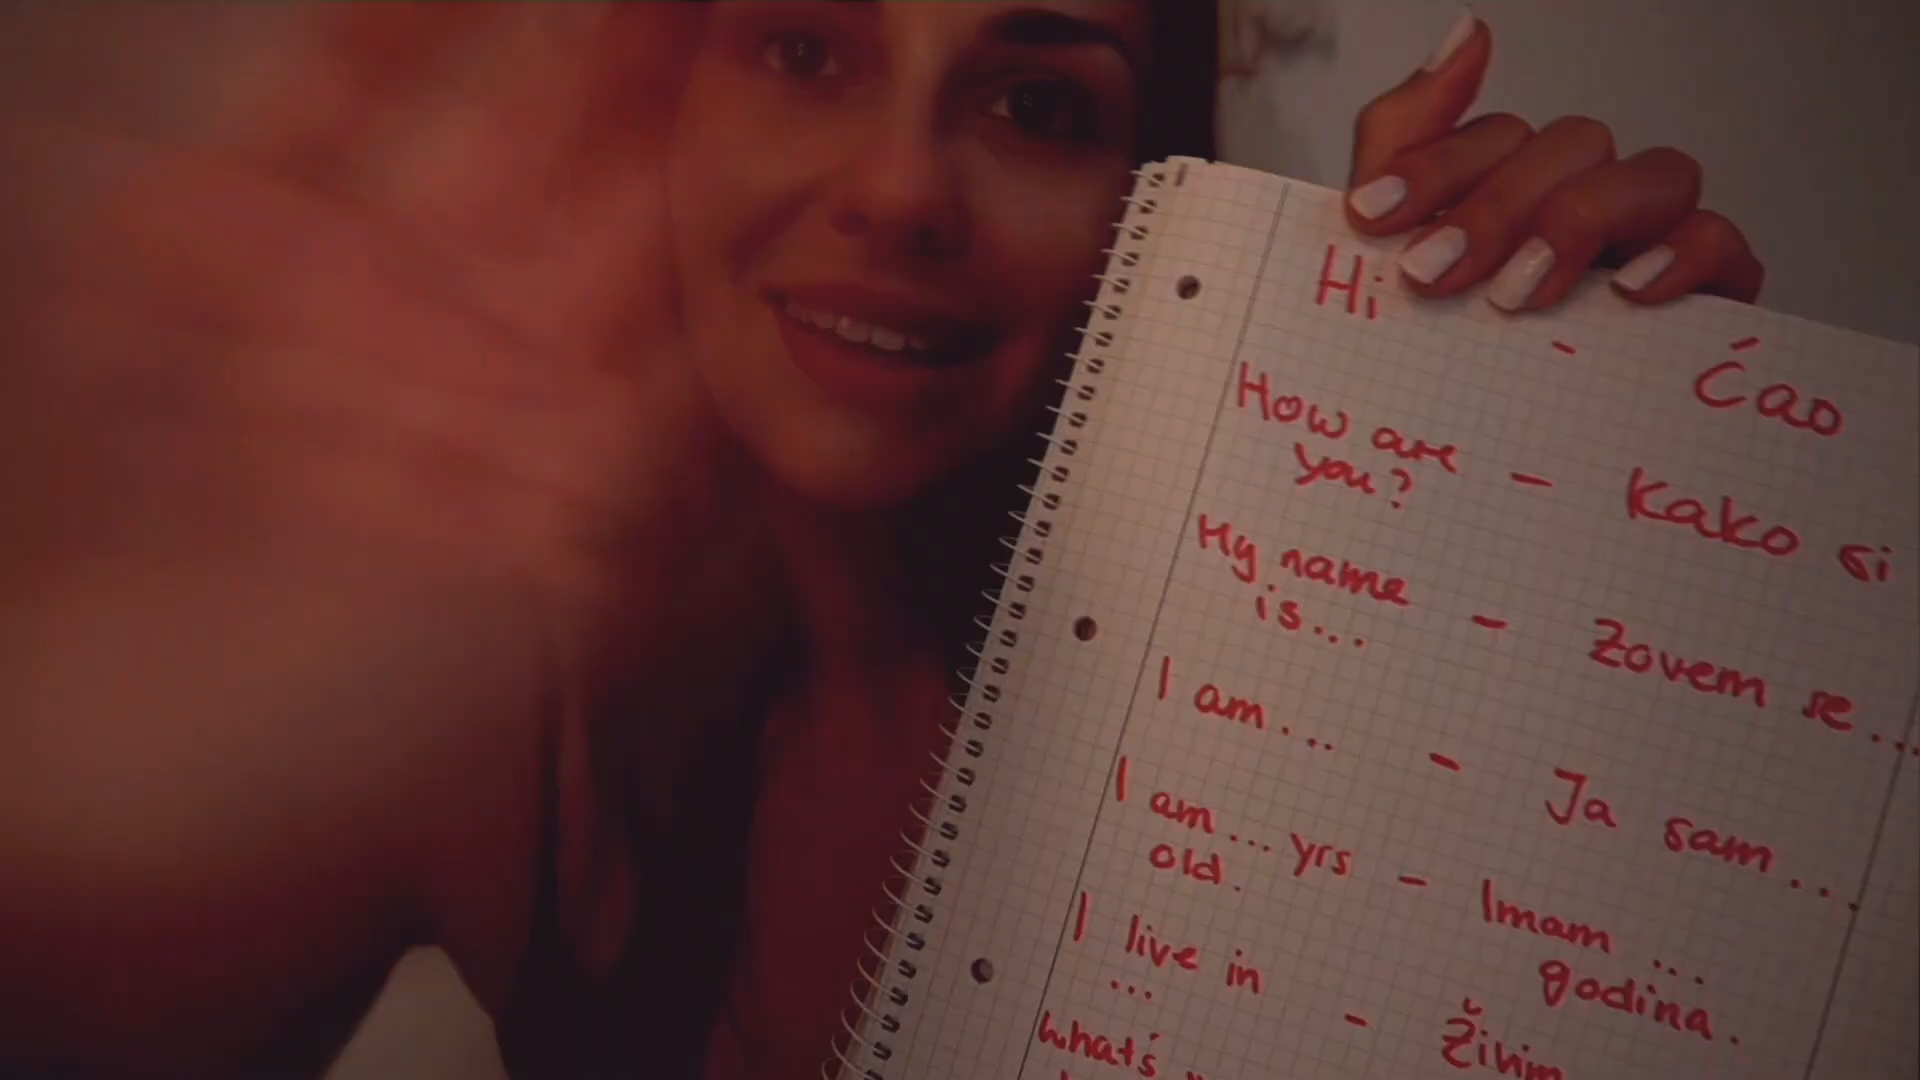 Hi - Ćao
How are - Kako si
you?
My name - Zovem se...
is...
I am... - Ja sam...
I am... yrs - Imam ...
old. godina.
I live in - Živim
...
what's